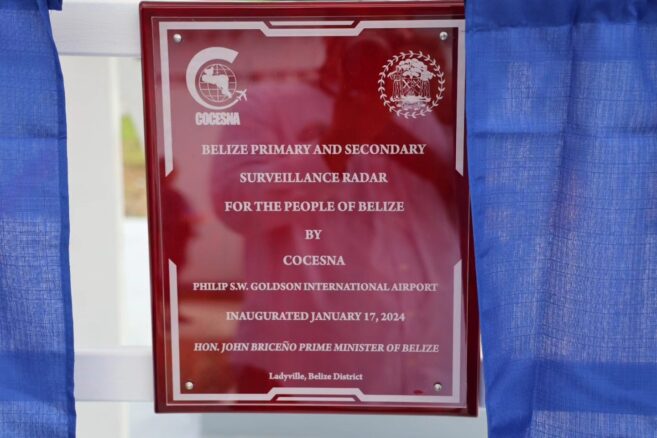 COCESNA
BELIZE PRIMARY AND SECONDARY
SURVEILLANCE RADAR
FOR THE PEOPLE OF BELIZE
BY
COCESNA
PHILIP S.W. GOLDSON INTERNATIONAL AIRPORT
INAUGURATED JANUARY 17, 2024
HON. JOHN BRICEÑO PRIME MINISTER OF BELIZE
Ladyville, Belize District